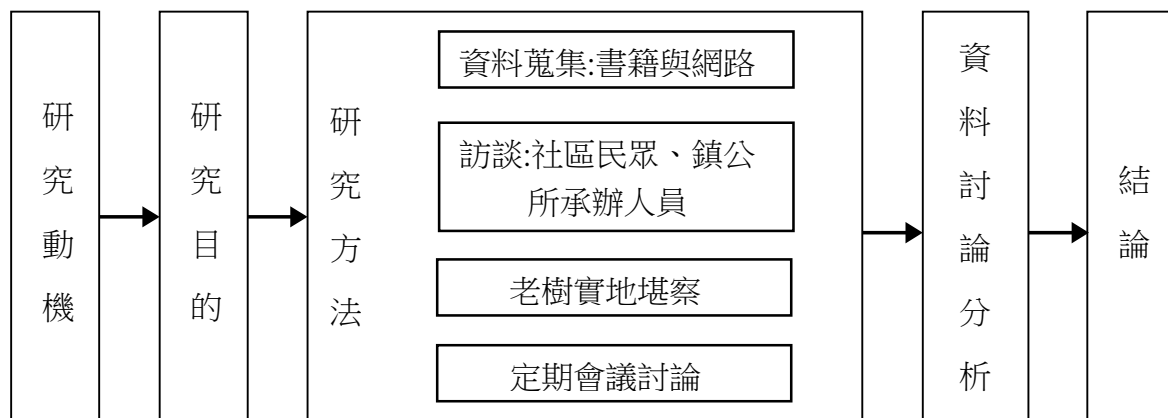 研究動機
研究目的
研究方法
資料蒐集:書籍與網路
訪談:社區民眾、鎮公
所承辦人員
老樹實地堪察
定期會議討論
資料討論分析
結論